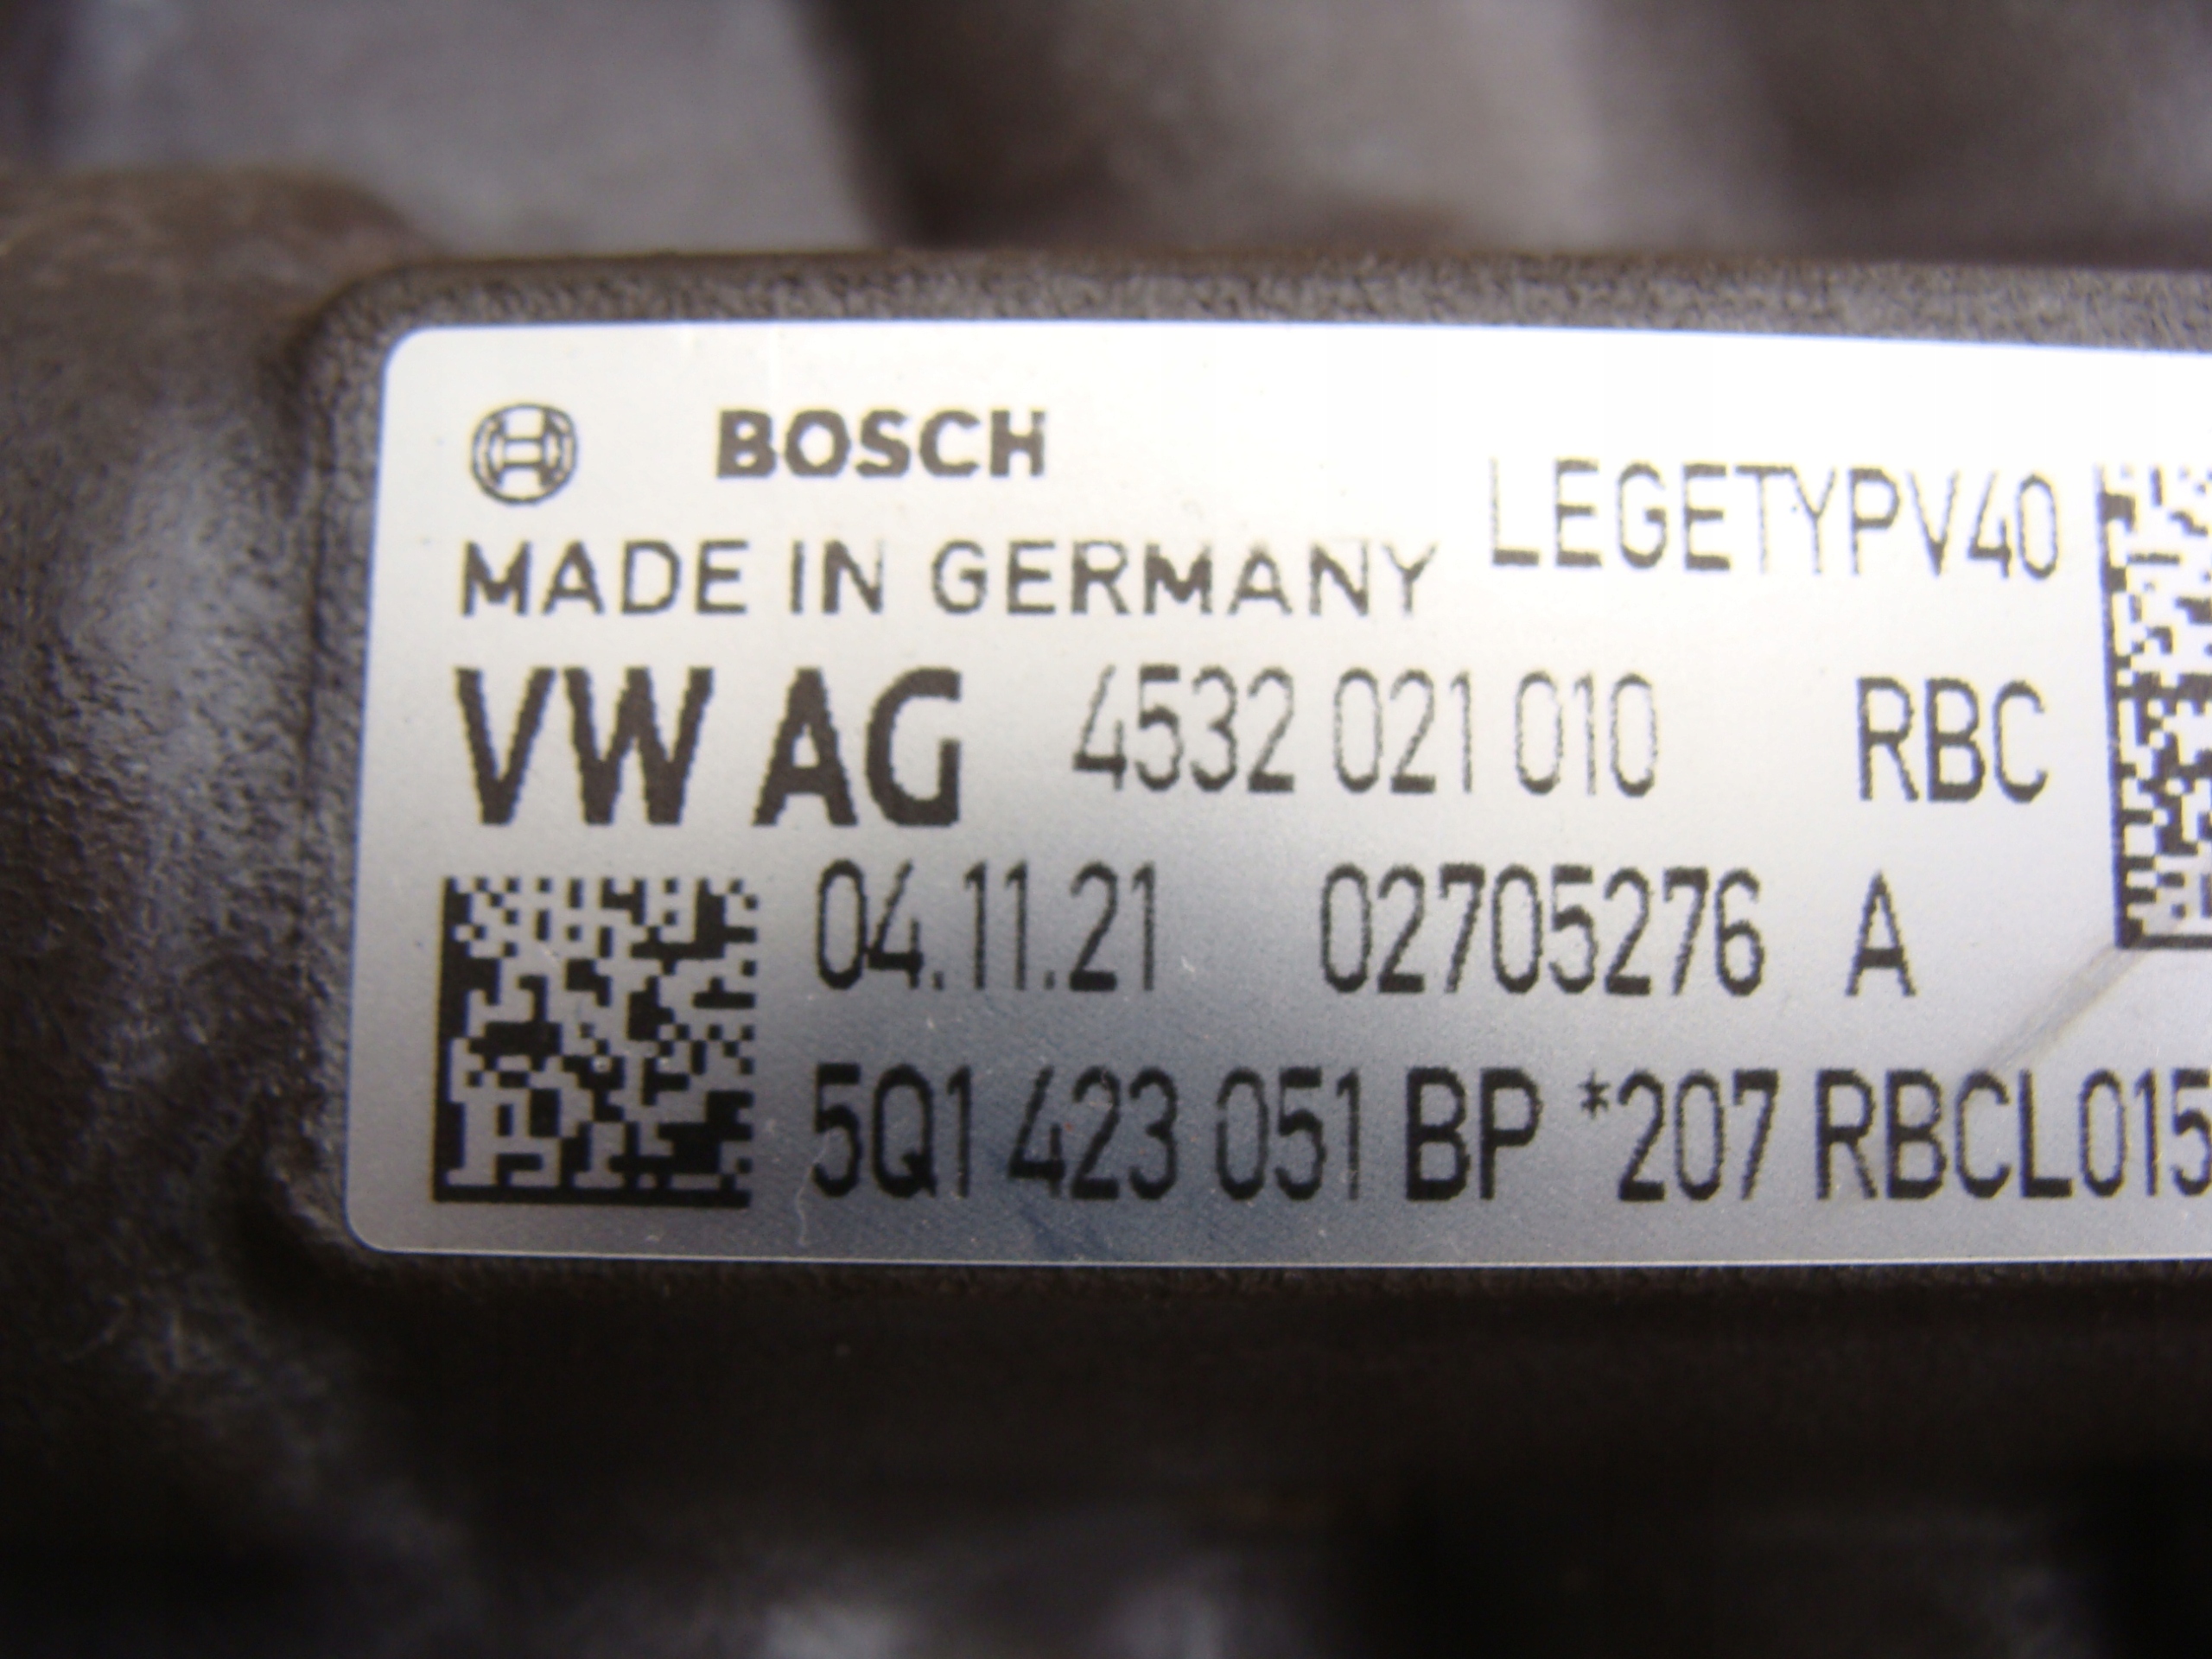 BOSCH
LEGETYPV40
MADE IN GERMANY
VW AG 4532 021 010 RBC
04.11.21 02705276 A
5Q1 423 051 BP *207 RBCL015